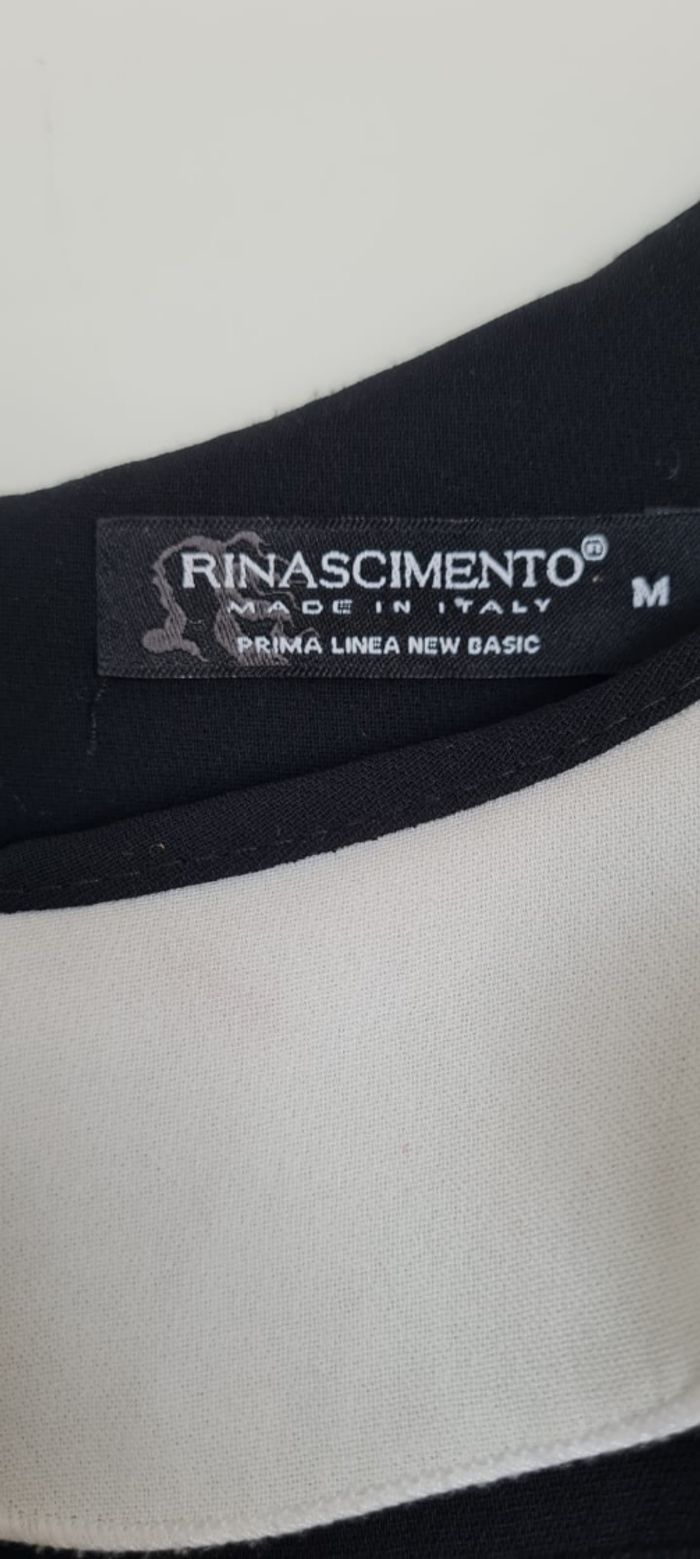 RINASCIMENTO®
MADE IN ITALY
M
PRIMA LINEA NEW BASIC